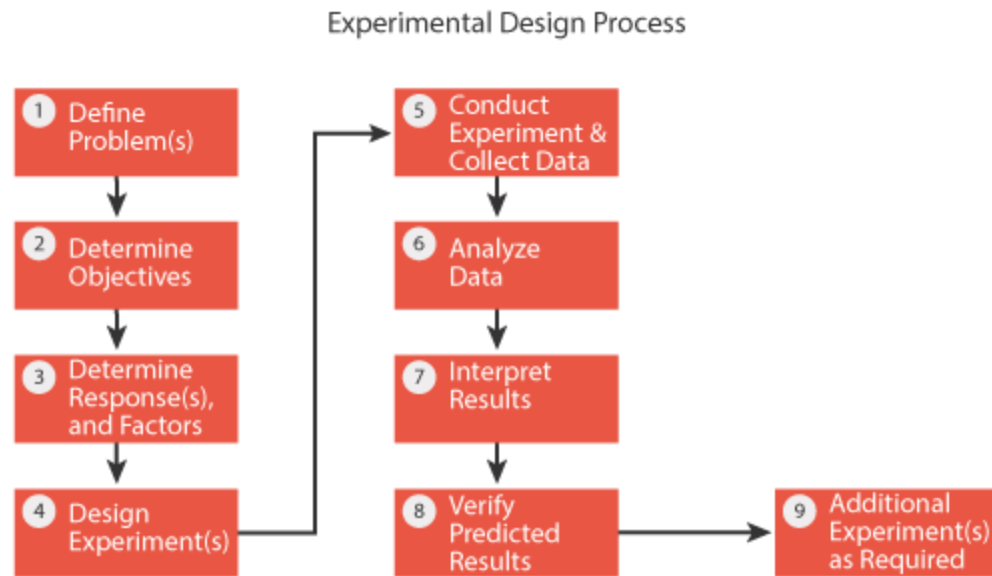 Experimental Design Process
1 Define
Problem(s)
2 Determine
Objectives
3 Determine
Response(s),
and Factors
4 Design
Experiment(s)
5 Conduct
Experiment &
Collect Data
6 Analyze
Data
7 Interpret
Results
8 Verify
Predicted
Results
9 Additional
Experiment(s)
as Required